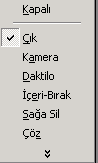 Kapalı
Çık
Kamera
Daktilo
İçeri-Bırak
Sağa Sil
Çöz